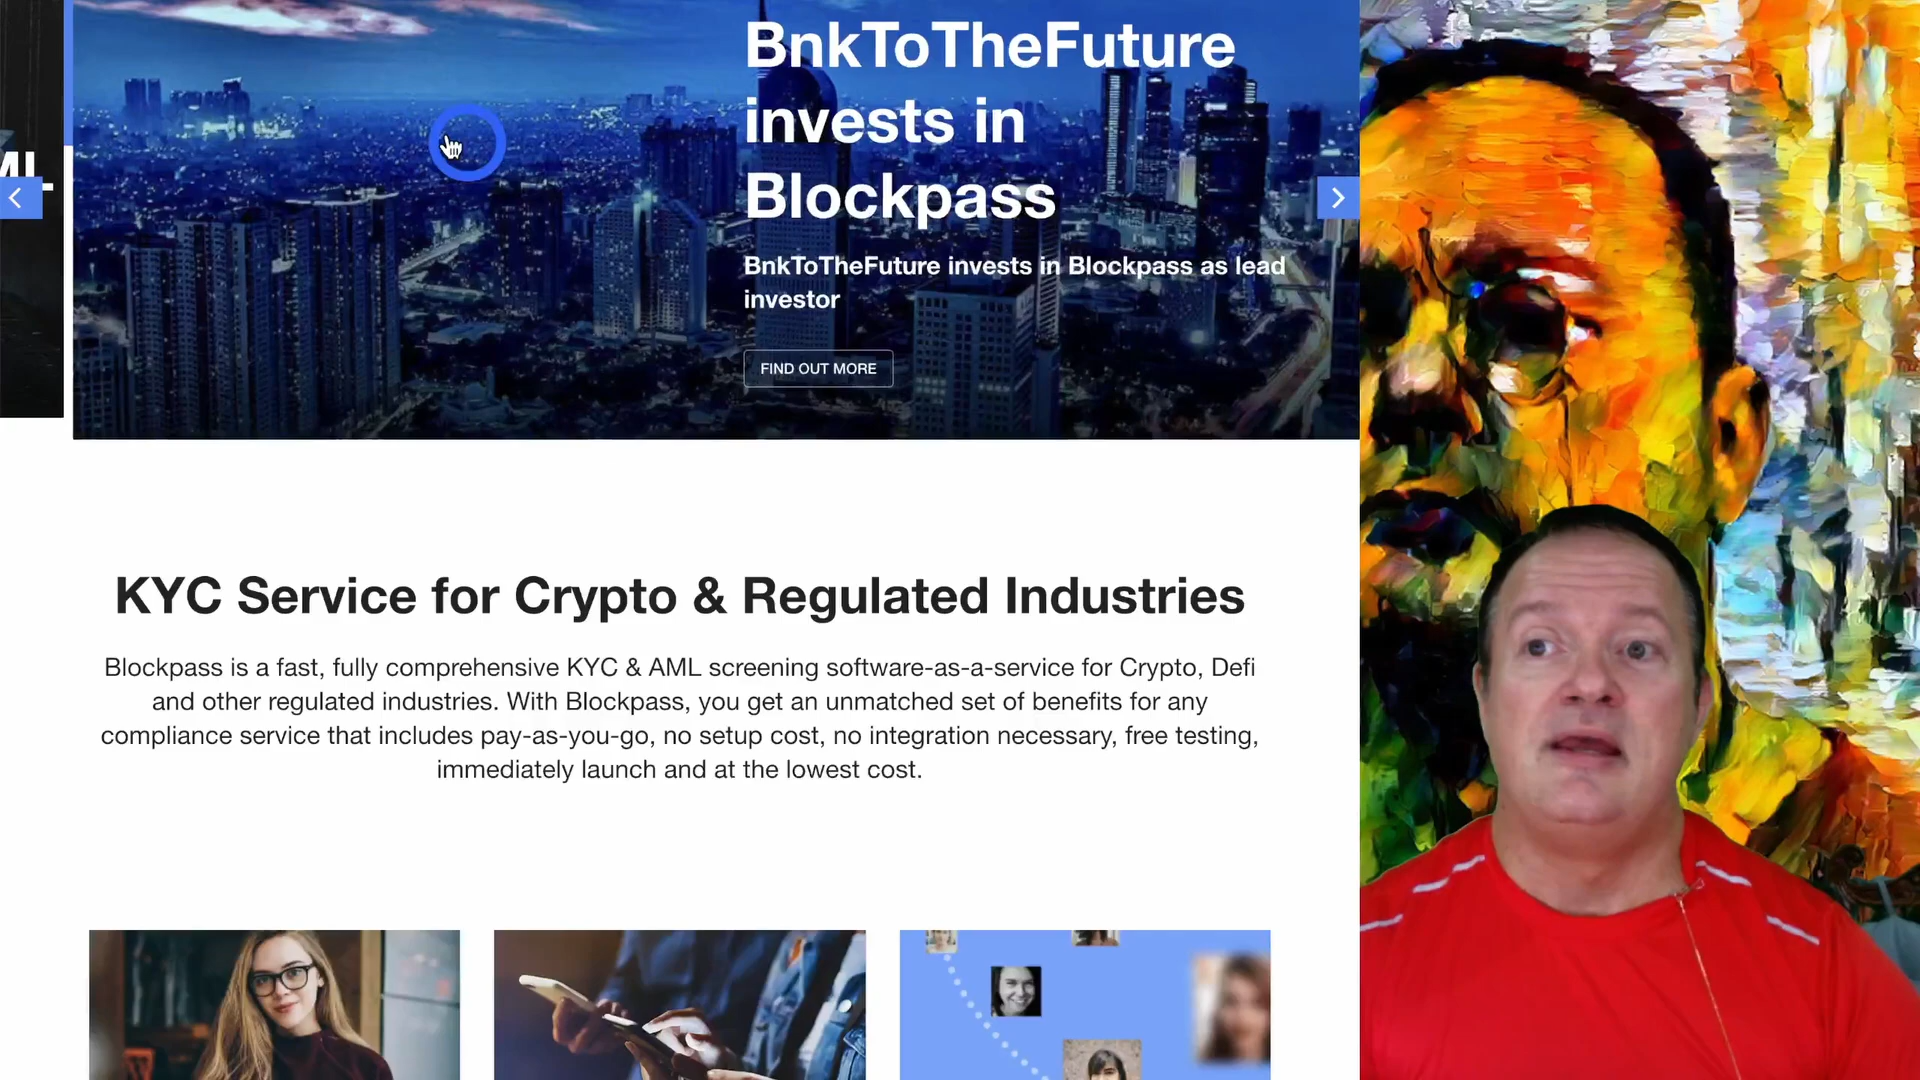 BnkToTheFuture
invests in
Blockpass
BnkToTheFuture invests in Blockpass as lead
investor
FIND OUT MORE
KYC Service for Crypto & Regulated Industries
Blockpass is a fast, fully comprehensive KYC & AML screening software-as-a-service for Crypto, Defi
and other regulated industries. With Blockpass, you get an unmatched set of benefits for any
compliance service that includes pay-as-you-go, no setup cost, no integration necessary, free testing,
immediately launch and at the lowest cost.